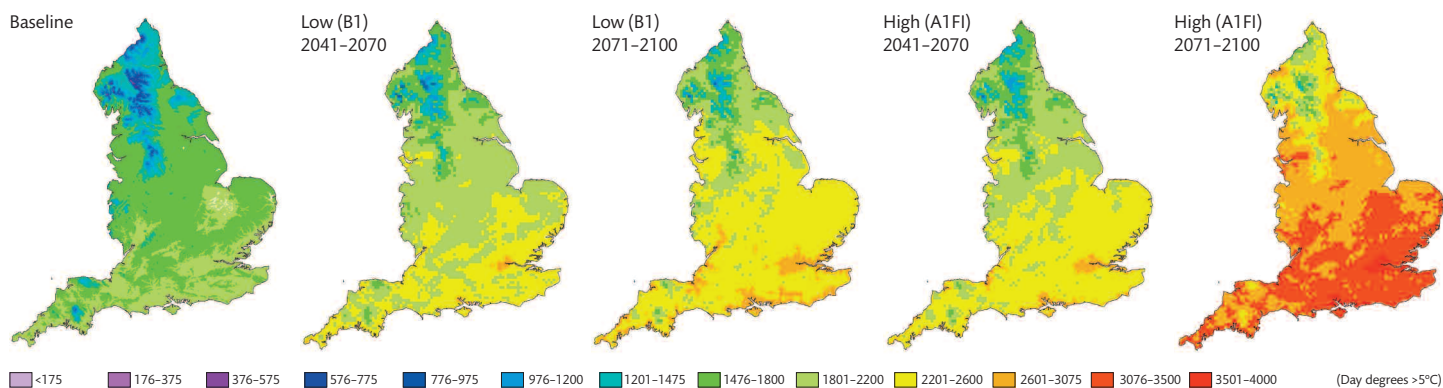 Baseline
Low (B1)
2041–2070
Low (B1)
2071–2100
High (A1FI)
2041–2070
High (A1FI)
2071–2100
<175
176–375
376–575
576–775
776–975
976–1200
1201–1475
1476–1800
1801–2200
2201–2600
2601–3075
3076–3500
3501–4000
(Day degrees >5°C)